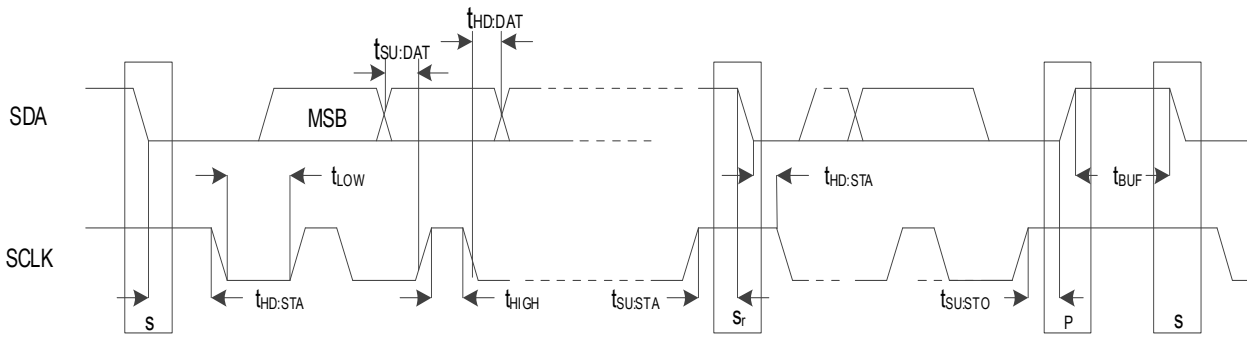 tHD:DAT
tSU:DAT
SDA
MSB
tLOW
tHD:STA
tBUF
SCLK
tHD:STA
tHIGH
tSU:STA
tSU:STO
S
Sr
P
S